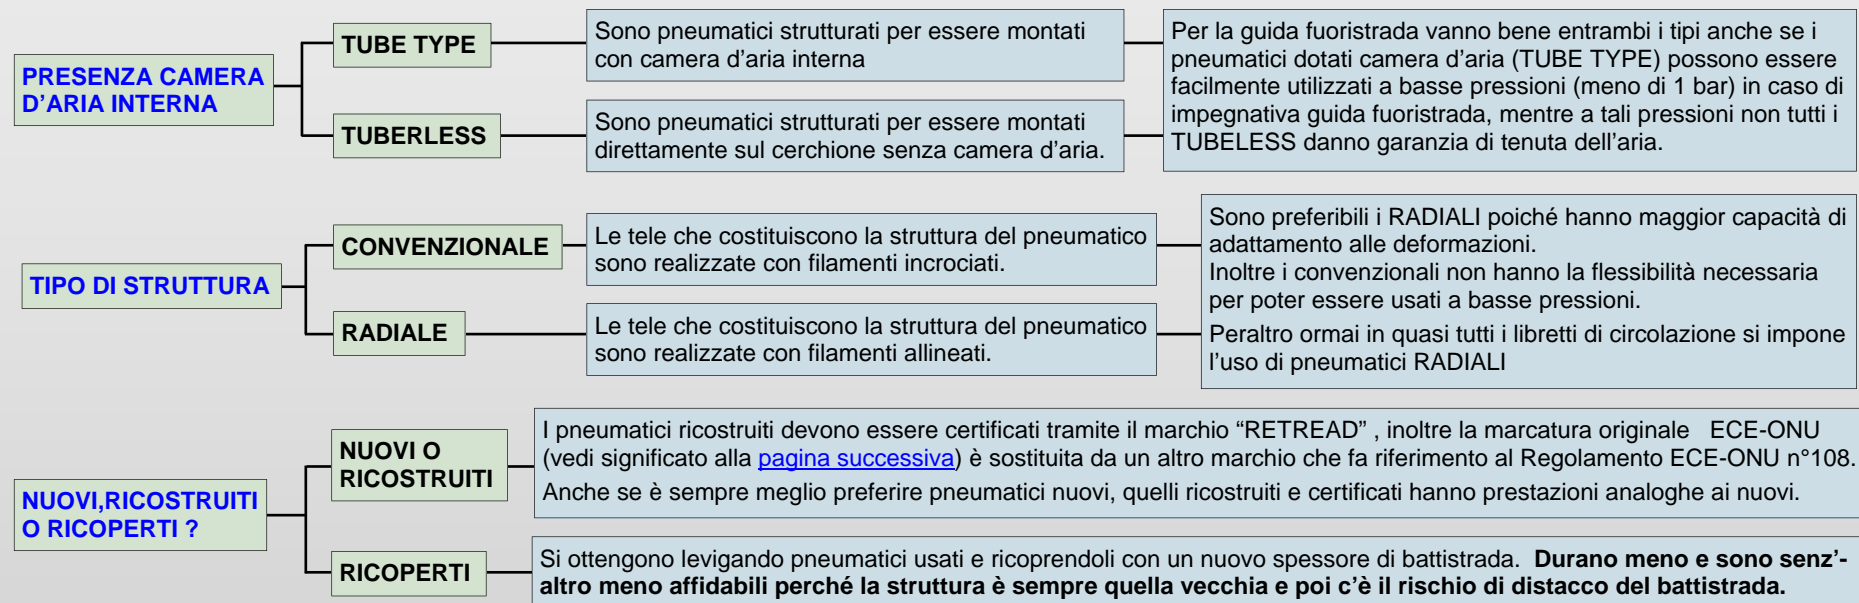 PRESENZA CAMERA
D'ARIA INTERNA
TUBE TYPE
Sono pneumatici strutturati per essere montati
con camera d'aria interna
TUBERLESS
Sono pneumatici strutturati per essere montati
direttamente sul cerchione senza camera d'aria.
Per la guida fuoristrada vanno bene entrambi i tipi anche se i
pneumatici dotati camera d'aria (TUBE TYPE) possono essere
facilmente utilizzati a basse pressioni (meno di 1 bar) in caso di
impegnativa guida fuoristrada, mentre a tali pressioni non tutti i
TUBELESS danno garanzia di tenuta dell'aria.
TIPO DI STRUTTURA
CONVENZIONALE
Le tele che costituiscono la struttura del pneumatico
sono realizzate con filamenti incrociati.
RADIALE
Le tele che costituiscono la struttura del pneumatico
sono realizzate con filamenti allineati.
Sono preferibili i RADIALI poiché hanno maggior capacità di
adattamento alle deformazioni.
Inoltre i convenzionali non hanno la flessibilità necessaria
per poter essere usati a basse pressioni.
Peraltro ormai in quasi tutti i libretti di circolazione si impone
l'uso di pneumatici RADIALI
NUOVI,RICOSTRUITI
O RICOPERTI ?
NUOVI O
RICOSTRUITI
I pneumatici ricostruiti devono essere certificati tramite il marchio "RETREAD" , inoltre la marcatura originale ECE-ONU
(vedi significato alla pagina successiva) è sostituita da un altro marchio che fa riferimento al Regolamento ECE-ONU n°108.
Anche se è sempre meglio preferire pneumatici nuovi, quelli ricostruiti e certificati hanno prestazioni analoghe ai nuovi.
RICOPERTI
Si ottengono levigando pneumatici usati e ricoprendoli con un nuovo spessore di battistrada. Durano meno e sono senz'-
altro meno affidabili perché la struttura è sempre quella vecchia e poi c'è il rischio di distacco del battistrada.